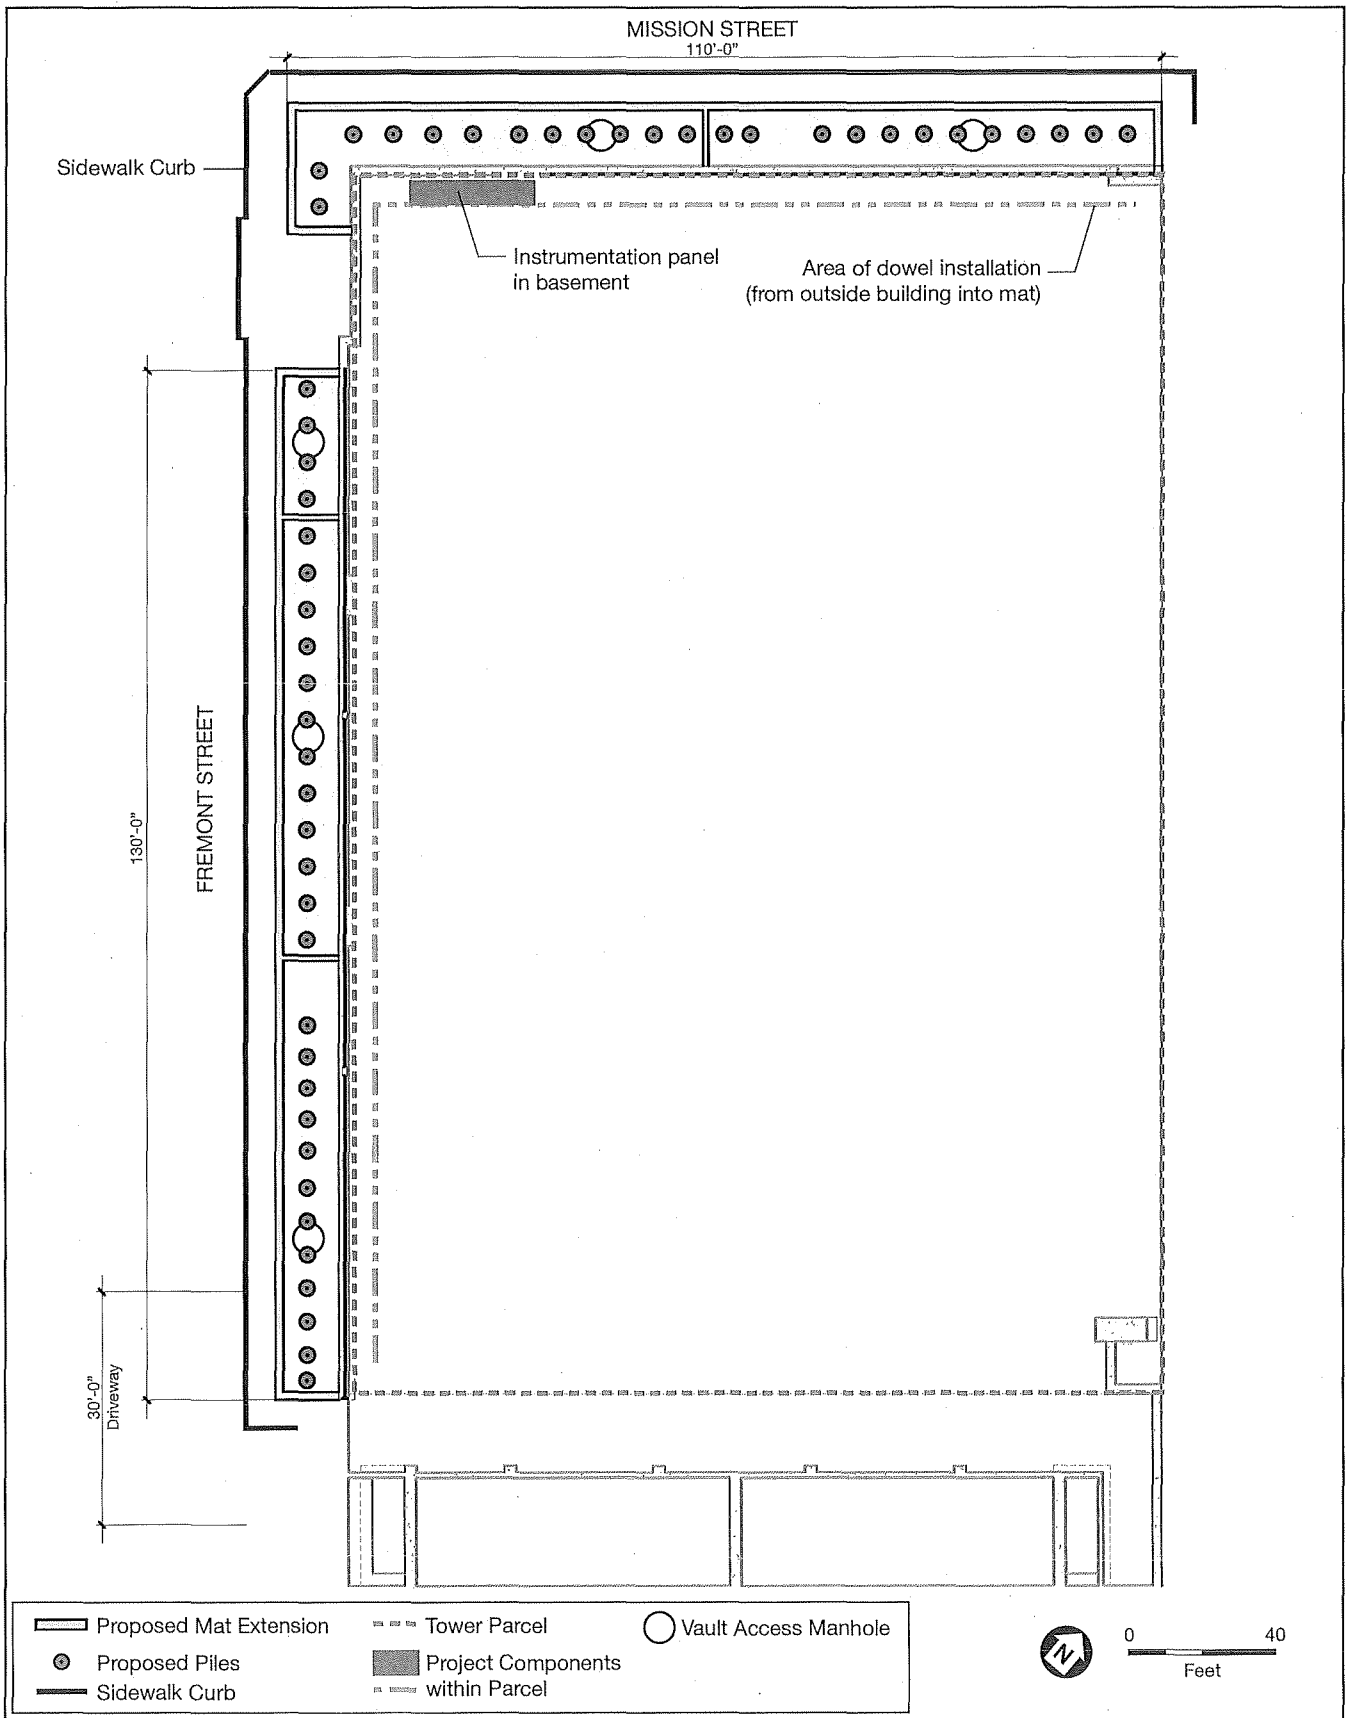 MISSION STREET
110'-0"
Sidewalk Curb
Instrumentation panel
in basement
Area of dowel installation
(from outside building into mat)
FREMONT STREET
130'-0"
30'-0"
Driveway
Proposed Mat Extension
Tower Parcel
Vault Access Manhole
Proposed Piles
Project Components
within Parcel
Sidewalk Curb
N
0 40
Feet